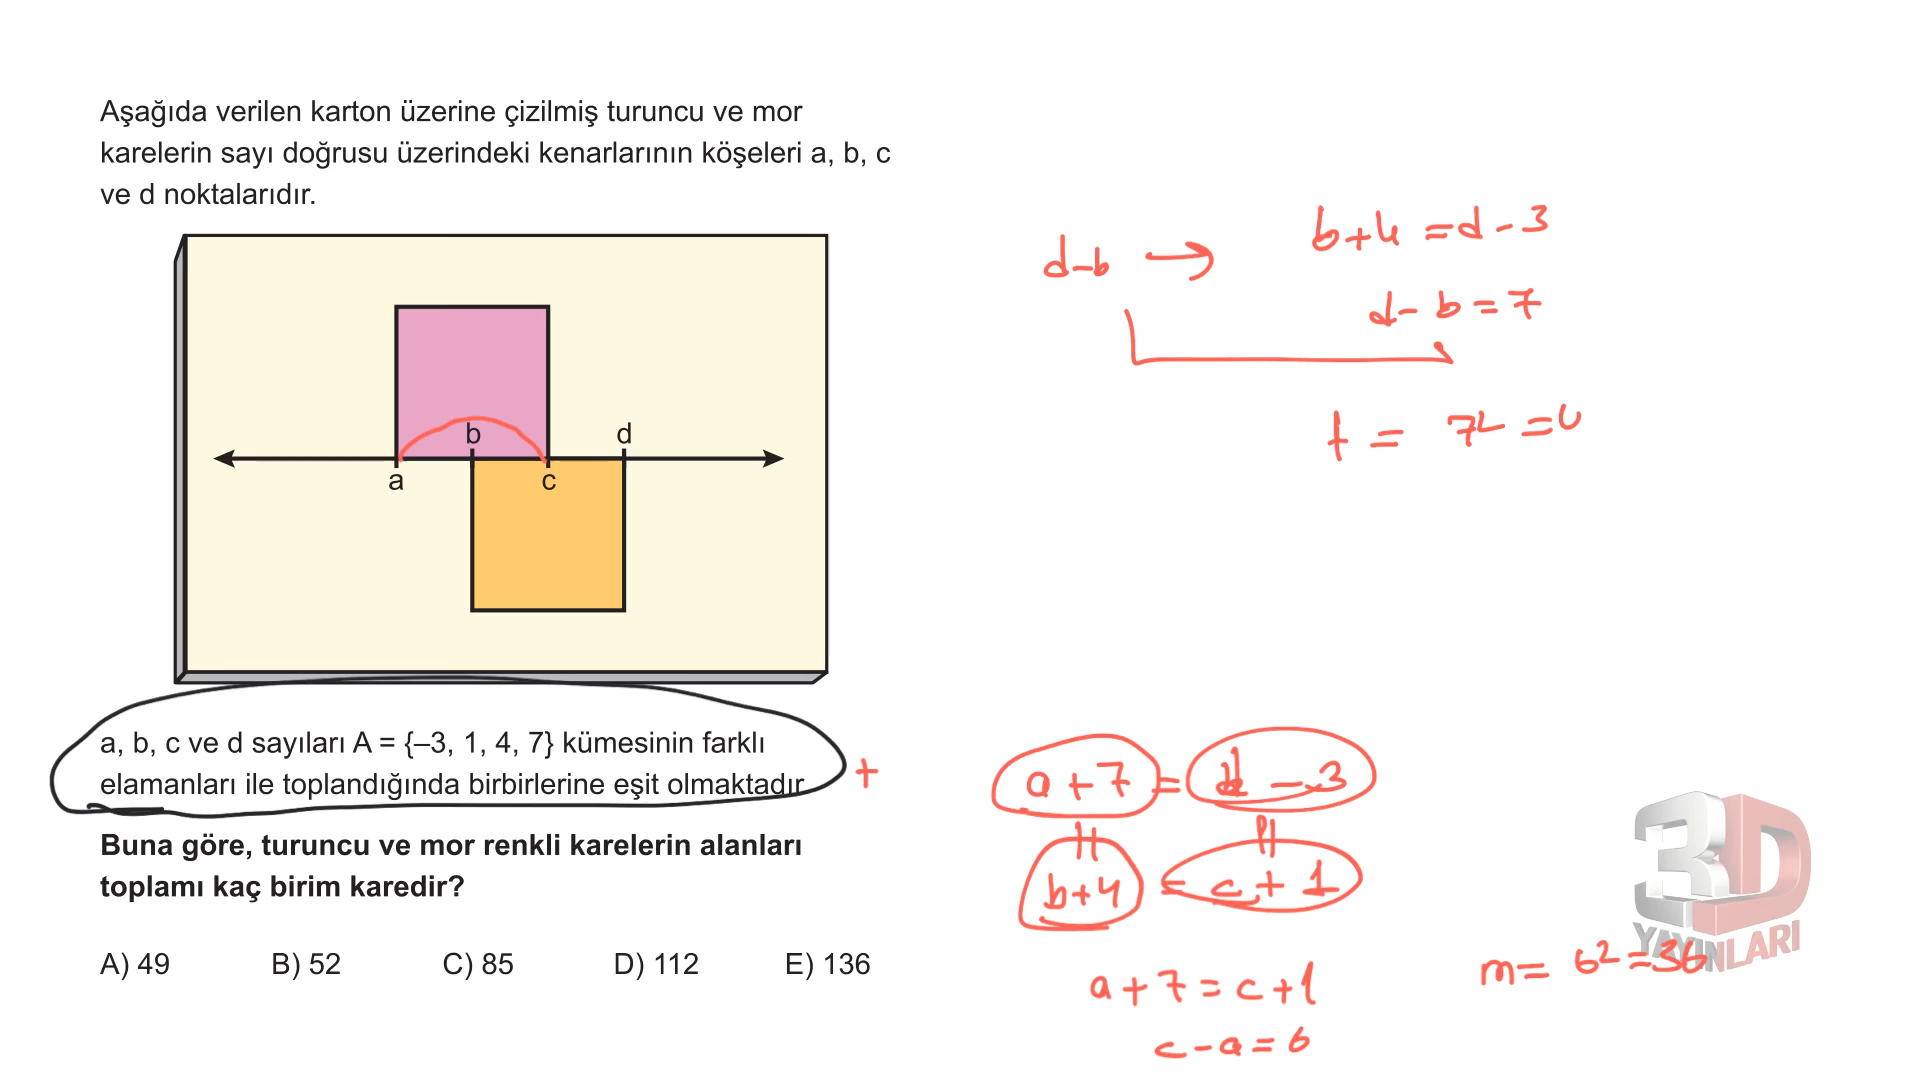 Aşağıda verilen karton üzerine çizilmiş turuncu ve mor
karelerin sayı doğrusu üzerindeki kenarlarının köşeleri a, b, c
ve d noktalarıdır.
b
d
a
c
a, b, c ve d sayıları A = {–3, 1, 4, 7} kümesinin farklı
elamanları ile toplandığında birbirlerine eşit olmaktadır
+
Buna göre, turuncu ve mor renkli karelerin alanları
toplamı kaç birim karedir?
A) 49 B) 52 C) 85 D) 112 E) 136
d-b → b+4 = d-3
d-b=7
t = 7² =
a+7 = d-3
b+4 = c+1
a+7=c+1
c-a=6
m= 6²=36
3D
YAYINLARI